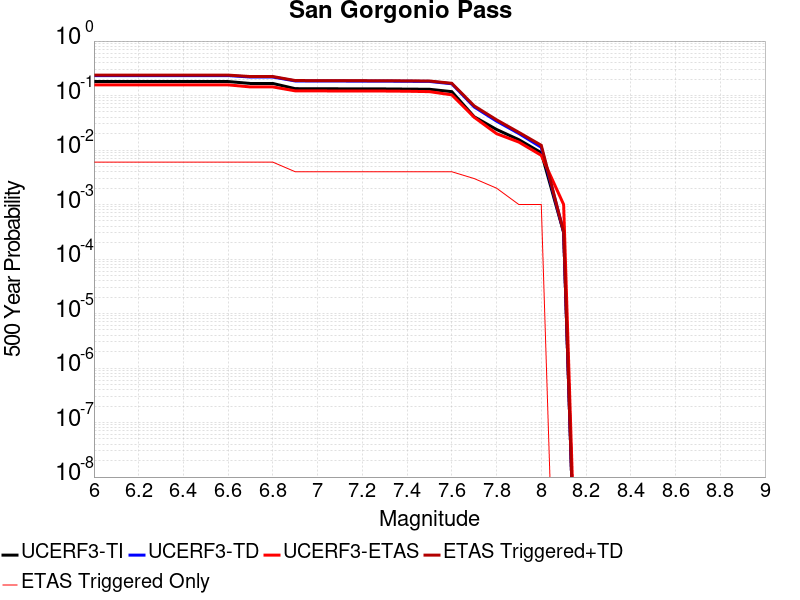 San Gorgonio Pass
10^0
10^-1
10^-2
10^-3
10^-4
10^-5
10^-6
10^-7
10^-8
500 Year Probability
6 6.2 6.4 6.6 6.8 7 7.2 7.4 7.6 7.8 8 8.2 8.4 8.6 8.8 9
Magnitude
UCERF3-TI UCERF3-TD UCERF3-ETAS ETAS Triggered+TD
ETAS Triggered Only